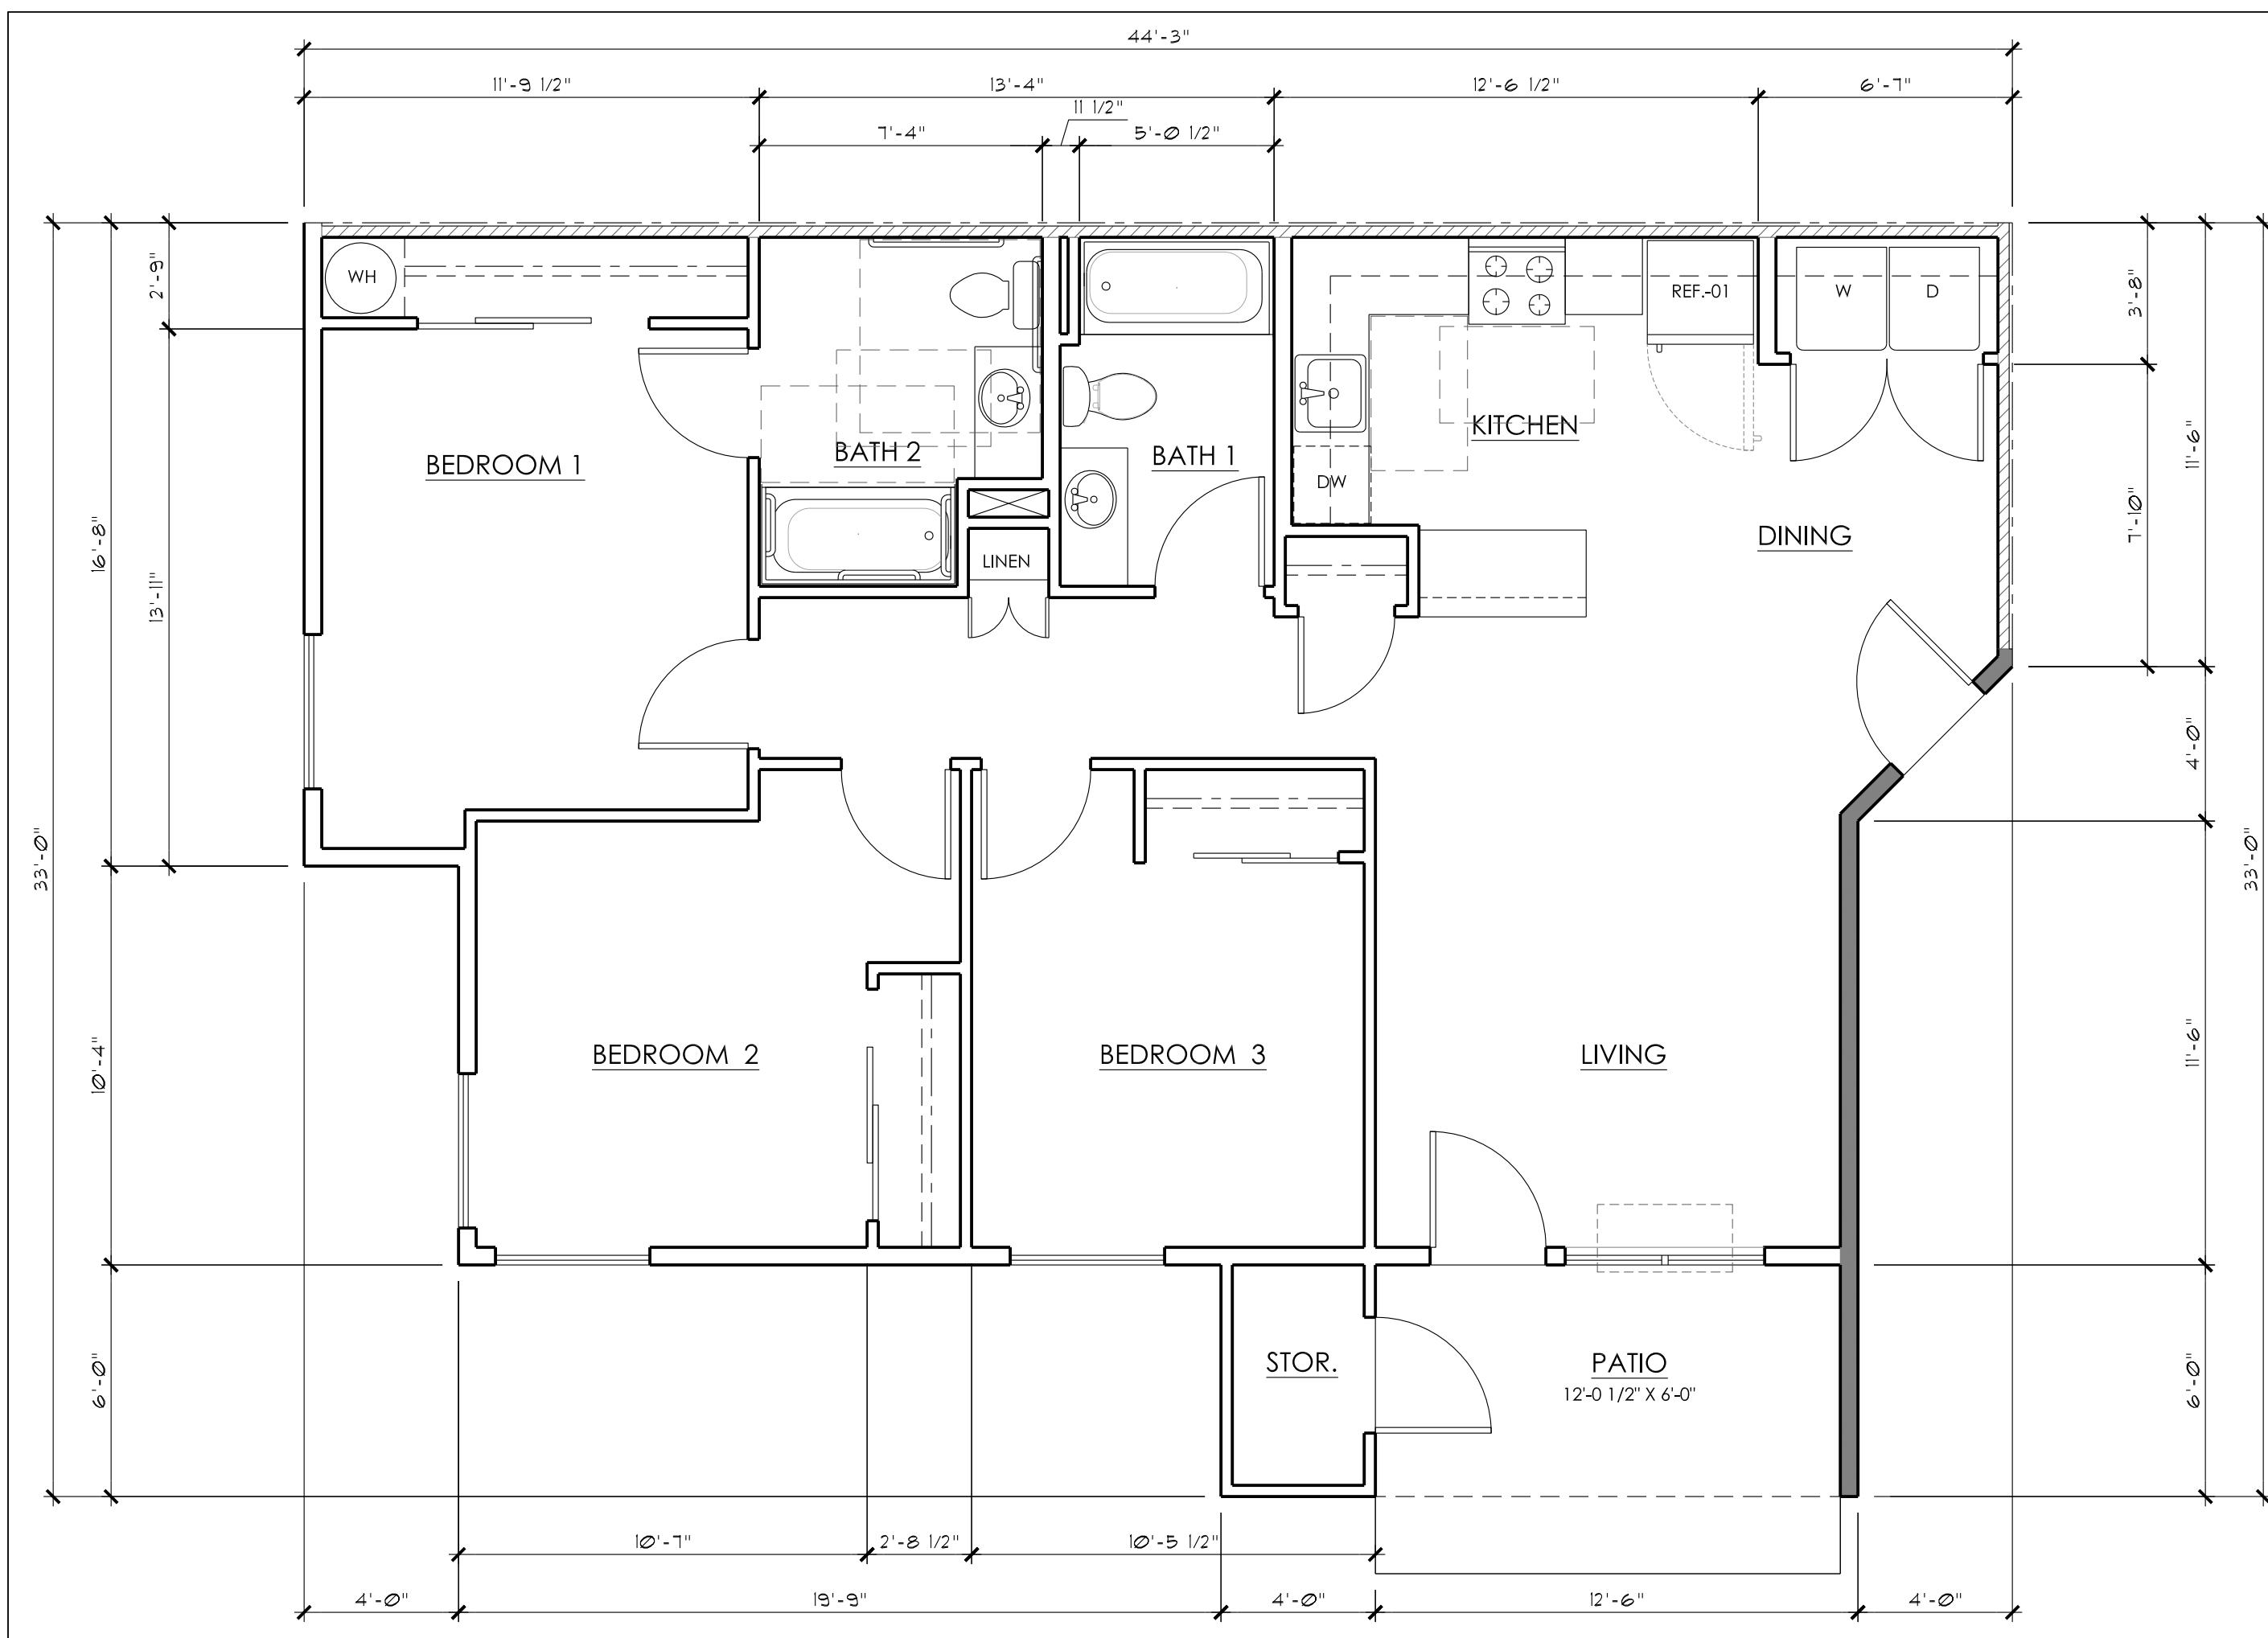 44'-3"
11'-9 1/2"
13'-4"
12'-6 1/2"
6'-7"
11 1/2"
7'-4"
5'-0 1/2"
WH
REF.-01
W
D
2'-9"
3'-8"
KITCHEN
BATH 2
BATH 1
BEDROOM 1
11'-6"
DW
16'-8"
7'-10"
DINING
LINEN
13'-11"
4'-0"
33'-0"
33'-0"
BEDROOM 2
BEDROOM 3
LIVING
10'-4"
11'-6"
STOR.
PATIO
12'-0 1/2" X 6'-0"
6'-0"
6'-0"
10'-7"
2'-8 1/2"
10'-5 1/2"
4'-0"
19'-9"
4'-0"
12'-6"
4'-0"